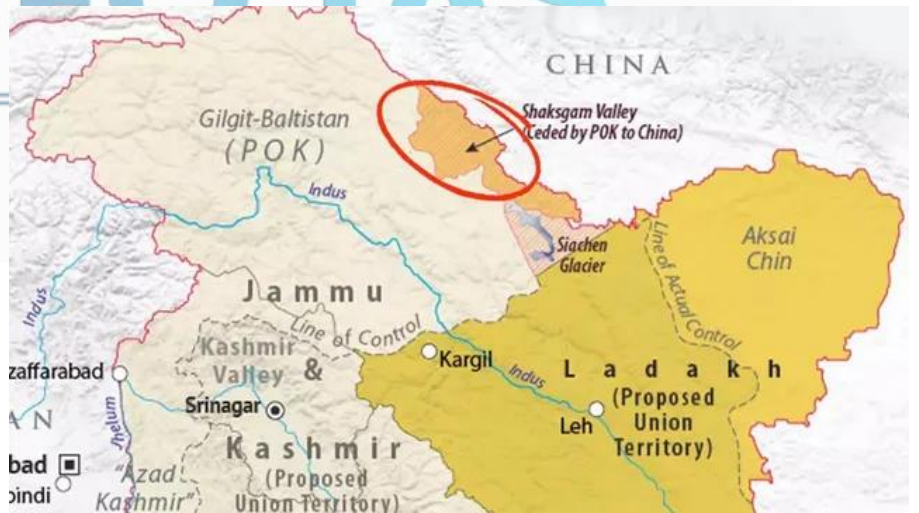 CHINA
Shaksgam Valley
(Ceded by POK to China)
Gilgit-Baltistan
(POK)
Indus
Indus
Siachen
Glacier
Aksai
Chin
Line of Actual Control
Jammu
Line of Control
Kashmir
Valley
&
zaffarabad
Kargil
Indus
Ladakh
(Proposed
Union
Territory)
Leh
Srinagar
Jhelum
AN
Kashmir
(Proposed
Union Territory)
bad
indi
"Azad
Kashmir"